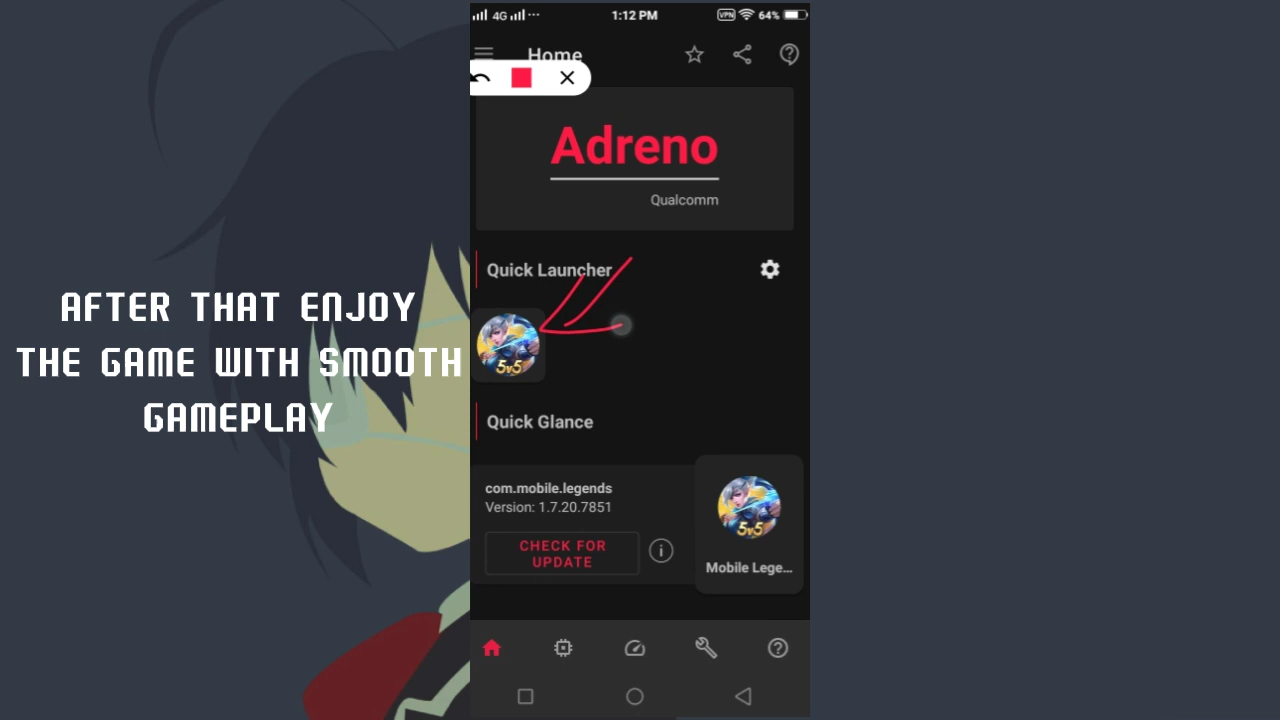 4G
1:12 PM
VPN
64%
Home
Adreno
Qualcomm
Quick Launcher
5v5
Quick Glance
com.mobile.legends
Version: 1.7.20.7851
CHECK FOR
UPDATE
5v5
Mobile Lege...
AFTER THAT ENJOY
THE GAME WITH SMOOTH
GAMEPLAY